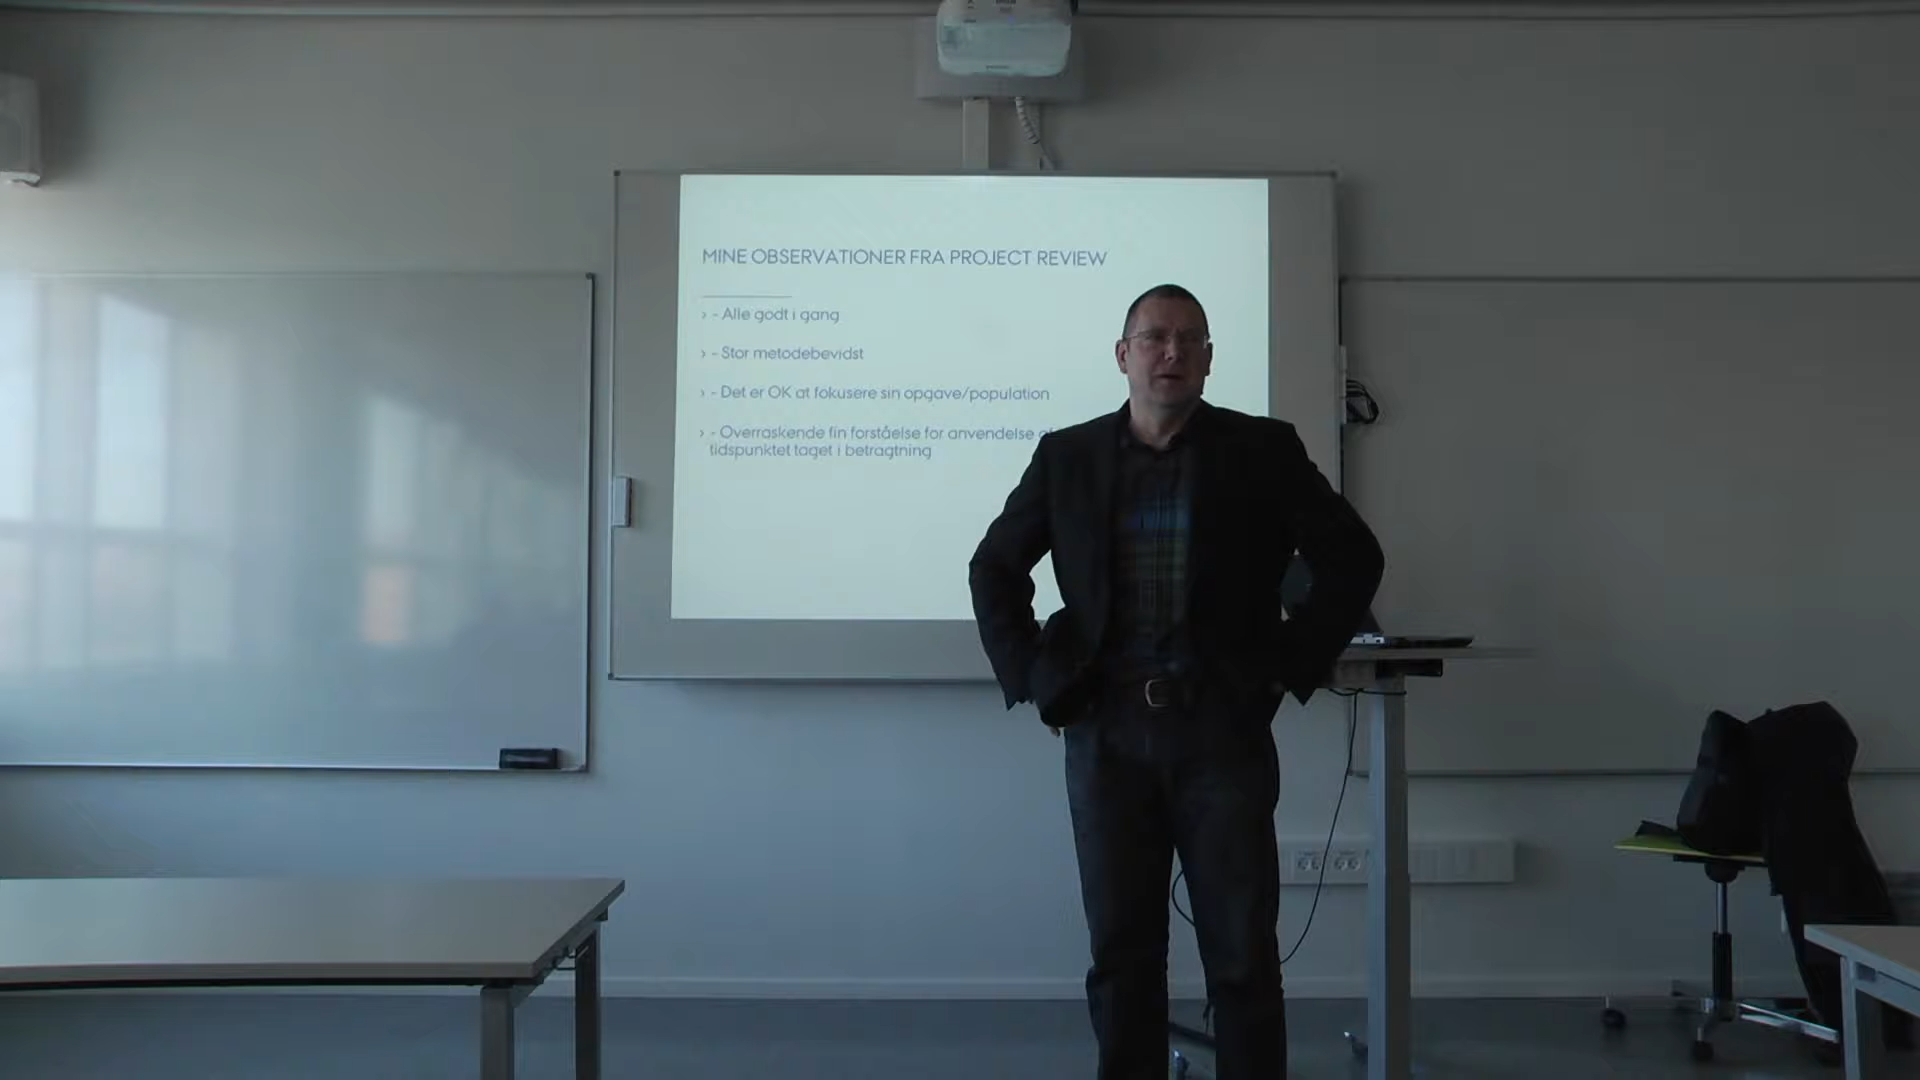 MINE OBSERVATIONER FRA PROJECT REVIEW
› - Alle godt i gang
› - Stor metodebevidst
› - Det er OK at fokusere sin opgave/population
› - Overraskende fin forståelse for anvendelse
tidspunktet taget i betragtning